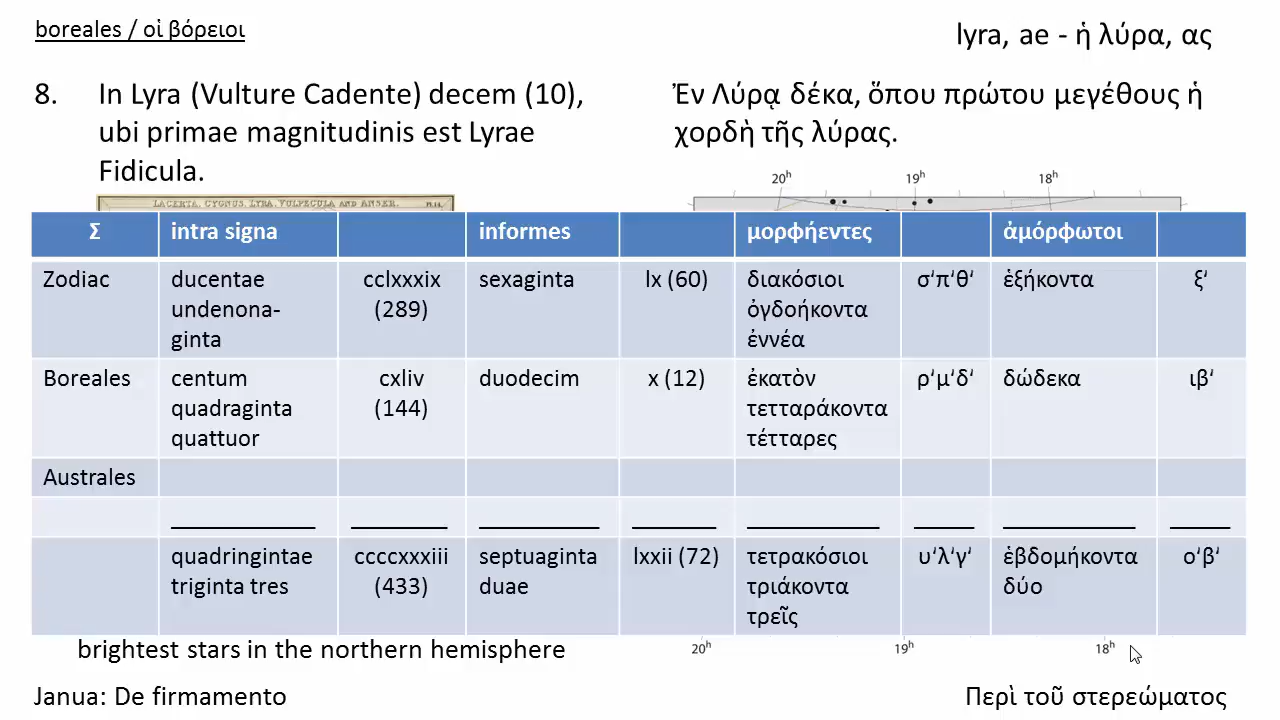 boreales / οἱ βόρειοι
lyra, ae - ἡ λύρα, ας
8. In Lyra (Vulture Cadente) decem (10),
ubi primae magnitudinis est Lyrae
Fidicula.
Ἐν Λύρᾳ δέκα, ὅπου πρώτου μεγέθους ἡ
χορδὴ τῆς λύρας.
20h 19h 18h
LACERTA, CYGNUS, LYRA, VULPECULA AND ANSER.
Σ intra signa informes μορφήεντες ἀμόρφωτοι
Zodiac ducentae cclxxxix sexaginta lx (60) διακόσιοι σʹπʹθʹ ἑξήκοντα ξʹ
undenona- (289) ὀγδοήκοντα
ginta ἐννέα
Boreales centum cxliv duodecim x (12) ἑκατὸν ρʹμʹδʹ δώδεκα ιβʹ
quadraginta (144) τετταράκοντα
quattuor τέτταρες
Australes
quadringintae ccccxxxiii septuaginta lxxii (72) τετρακόσιοι υʹλʹγʹ ἑβδομήκοντα οʹβʹ
triginta tres (433) duae τριάκοντα δύο
τρεῖς
brightest stars in the northern hemisphere
20h 19h 18h
Janua: De firmamento
Περὶ τοῦ στερεώματος